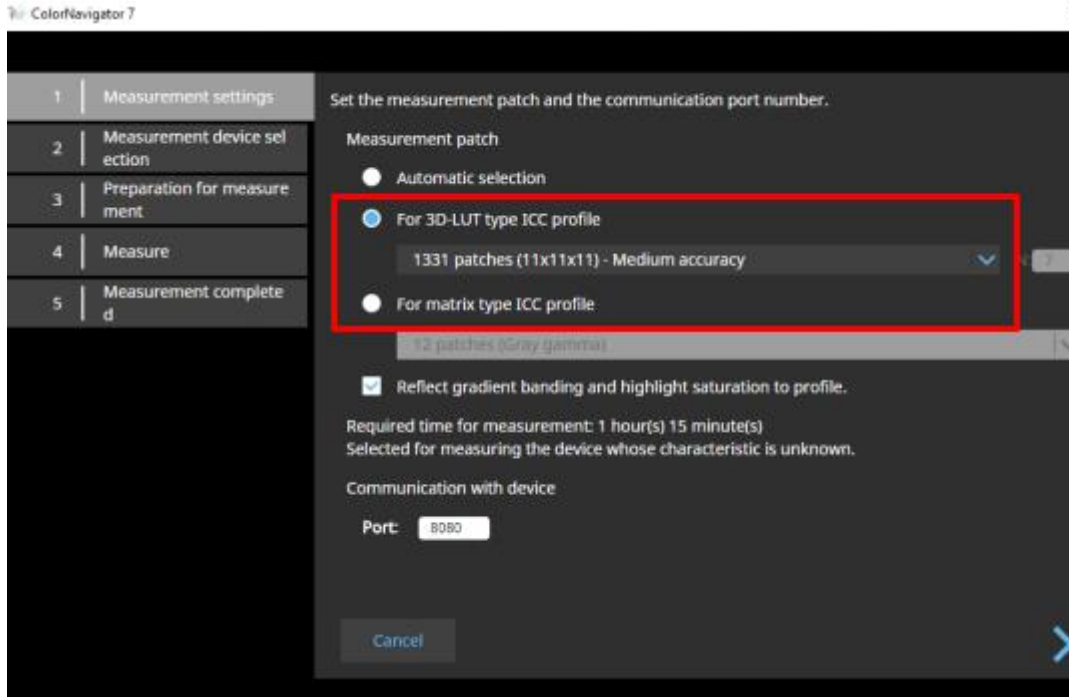 ColorNavigator 7
1 Measurement settings
2 Measurement device sel
ection
3 Preparation for measure
ment
4 Measure
5 Measurement complete
d
Set the measurement patch and the communication port number.
Measurement patch
Automatic selection
For 3D-LUT type ICC profile
1331 patches (11x11x11) - Medium accuracy
For matrix type ICC profile
12 patches (Gray gamma)
Reflect gradient banding and highlight saturation to profile.
Required time for measurement: 1 hour(s) 15 minute(s)
Selected for measuring the device whose characteristic is unknown.
Communication with device
Port: 8080
Cancel